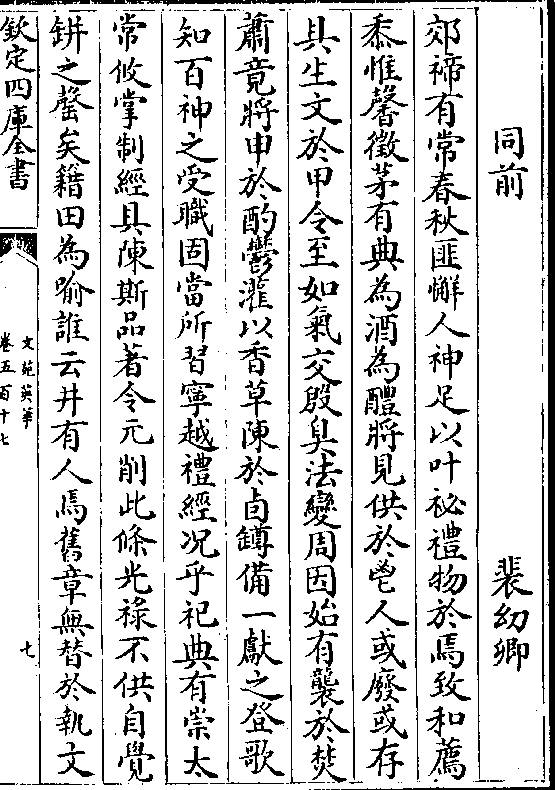 同前　裴幼卿
郊禘有常春秋匪懈人神足以叶祕禮物於焉致和薦
黍惟馨徵茅有典為酒為醴將見供於鬯人或廢或存
具生文於甲令至如氣交殷臭法變周因始有襲於焚
蕭竟將申於酌鬱灌以香草陳於卣罇備一獻之登歌
知百神之受職固當所習寧越禮經况乎祀典有崇太
常攸掌制經具陳斯品著令元削此條光祿不供自覺
缾之罄矣籍田為喻誰云井有人焉舊章無替於執文
欽定四庫全書
文苑英華
卷五百十七
七